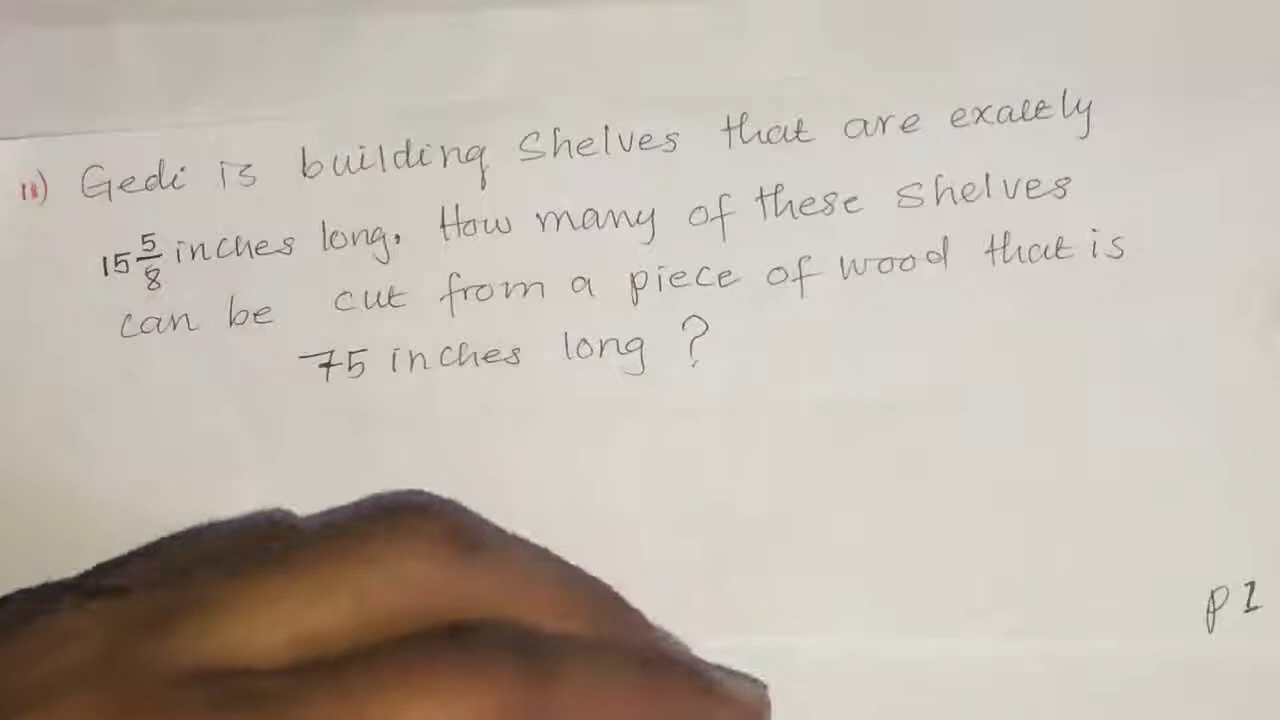 11) Gedi is building Shelves that are exactly
15 5/8 inches long. How many of these shelves
can be cut from a piece of wood that is
75 inches long ?
P1